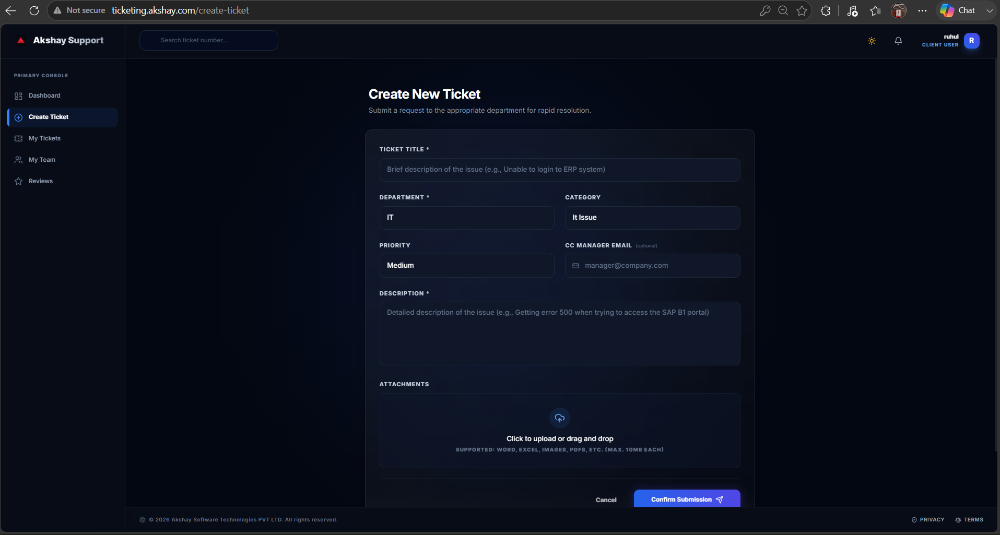 Not secure ticketing.akshay.com/create-ticket Chat
Akshay Support
Search ticket number...
ruhul
CLIENT USER
R
PRIMARY CONSOLE
Dashboard
Create Ticket
My Tickets
My Team
Reviews
Create New Ticket
Submit a request to the appropriate department for rapid resolution.
TICKET TITLE *
Brief description of the issue (e.g., Unable to login to ERP system)
DEPARTMENT * CATEGORY
IT It Issue
PRIORITY CC MANAGER EMAIL (optional)
Medium manager@company.com
DESCRIPTION *
Detailed description of the issue (e.g., Getting error 500 when trying to access the SAP B1 portal)
ATTACHMENTS
Click to upload or drag and drop
SUPPORTED: WORD, EXCEL, IMAGES, PDFS, ETC. (MAX. 10MB EACH)
Cancel Confirm Submission
© 2026 Akshay Software Technologies PVT LTD. All rights reserved. PRIVACY TERMS